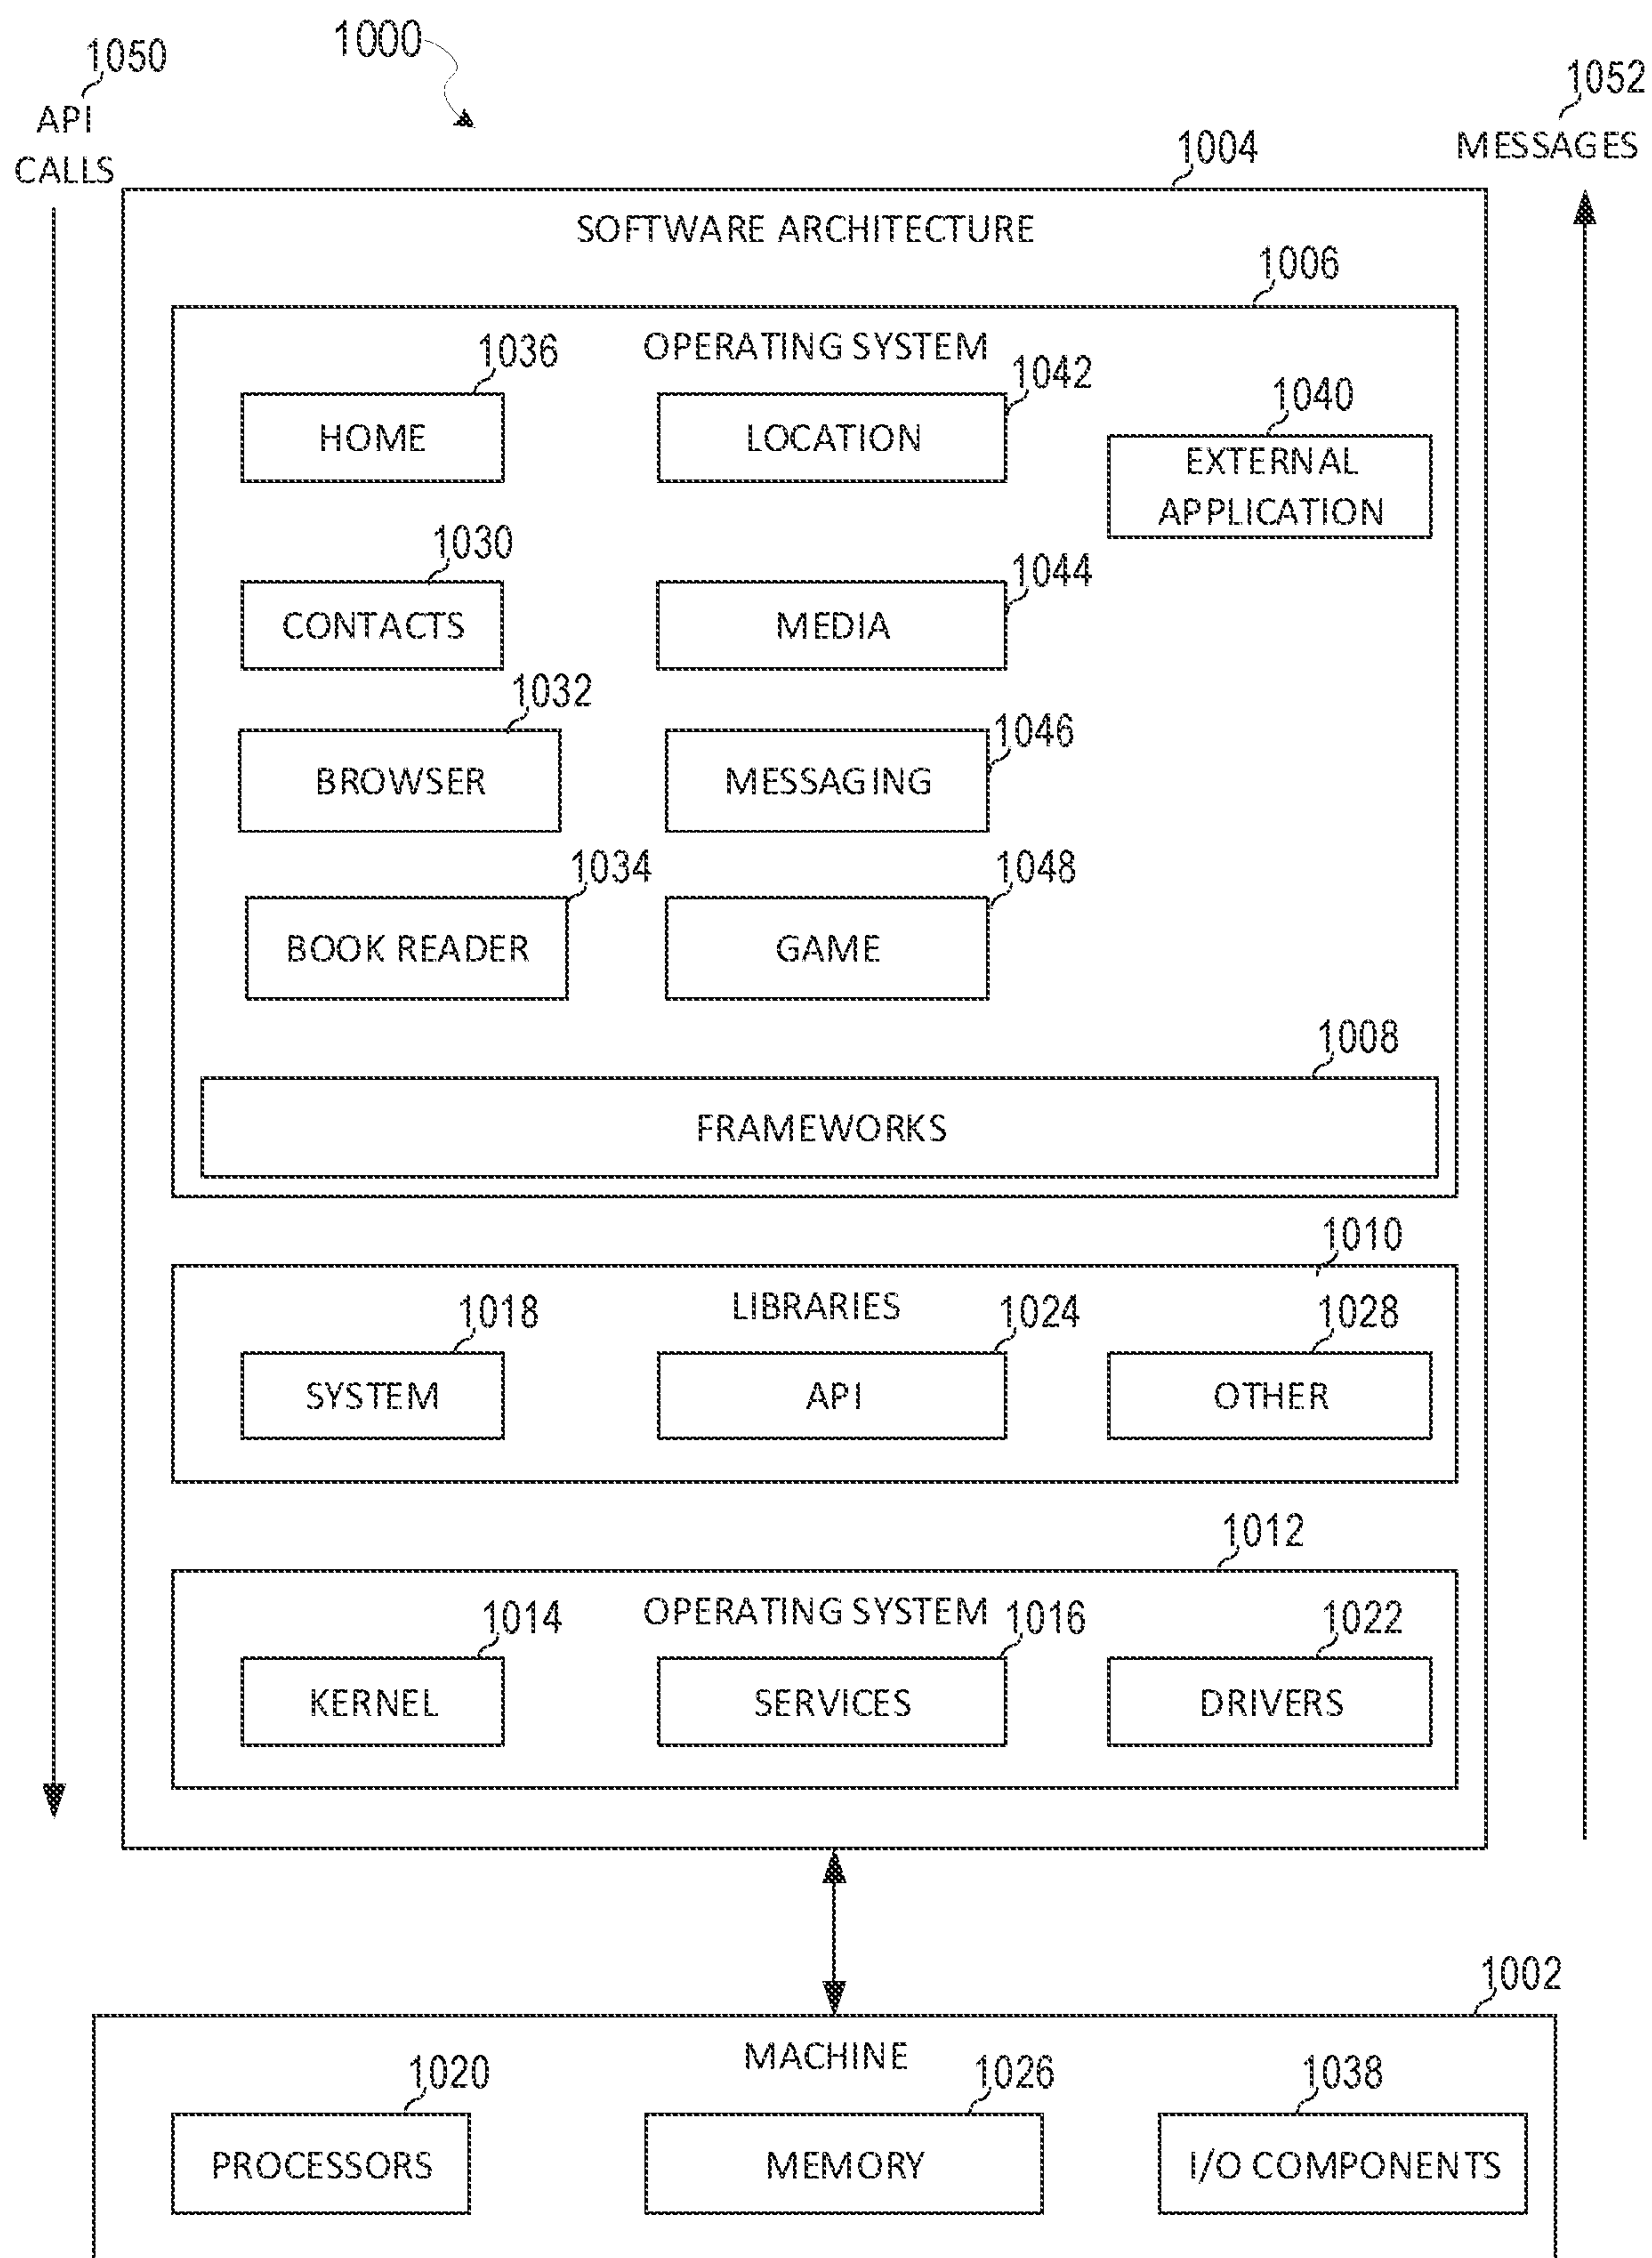 1050
1000
1052
API
CALLS
MESSAGES
1004
SOFTWARE ARCHITECTURE
1006
OPERATING SYSTEM
1036
1042
1040
HOME
LOCATION
EXTERNAL
APPLICATION
1030
1044
CONTACTS
MEDIA
1032
1046
BROWSER
MESSAGING
1034
1048
BOOK READER
GAME
1008
FRAMEWORKS
1010
LIBRARIES
1018
1024
1028
SYSTEM
API
OTHER
1012
OPERATING SYSTEM
1014
1016
1022
KERNEL
SERVICES
DRIVERS
1002
MACHINE
1020
1026
1038
PROCESSORS
MEMORY
I/O COMPONENTS